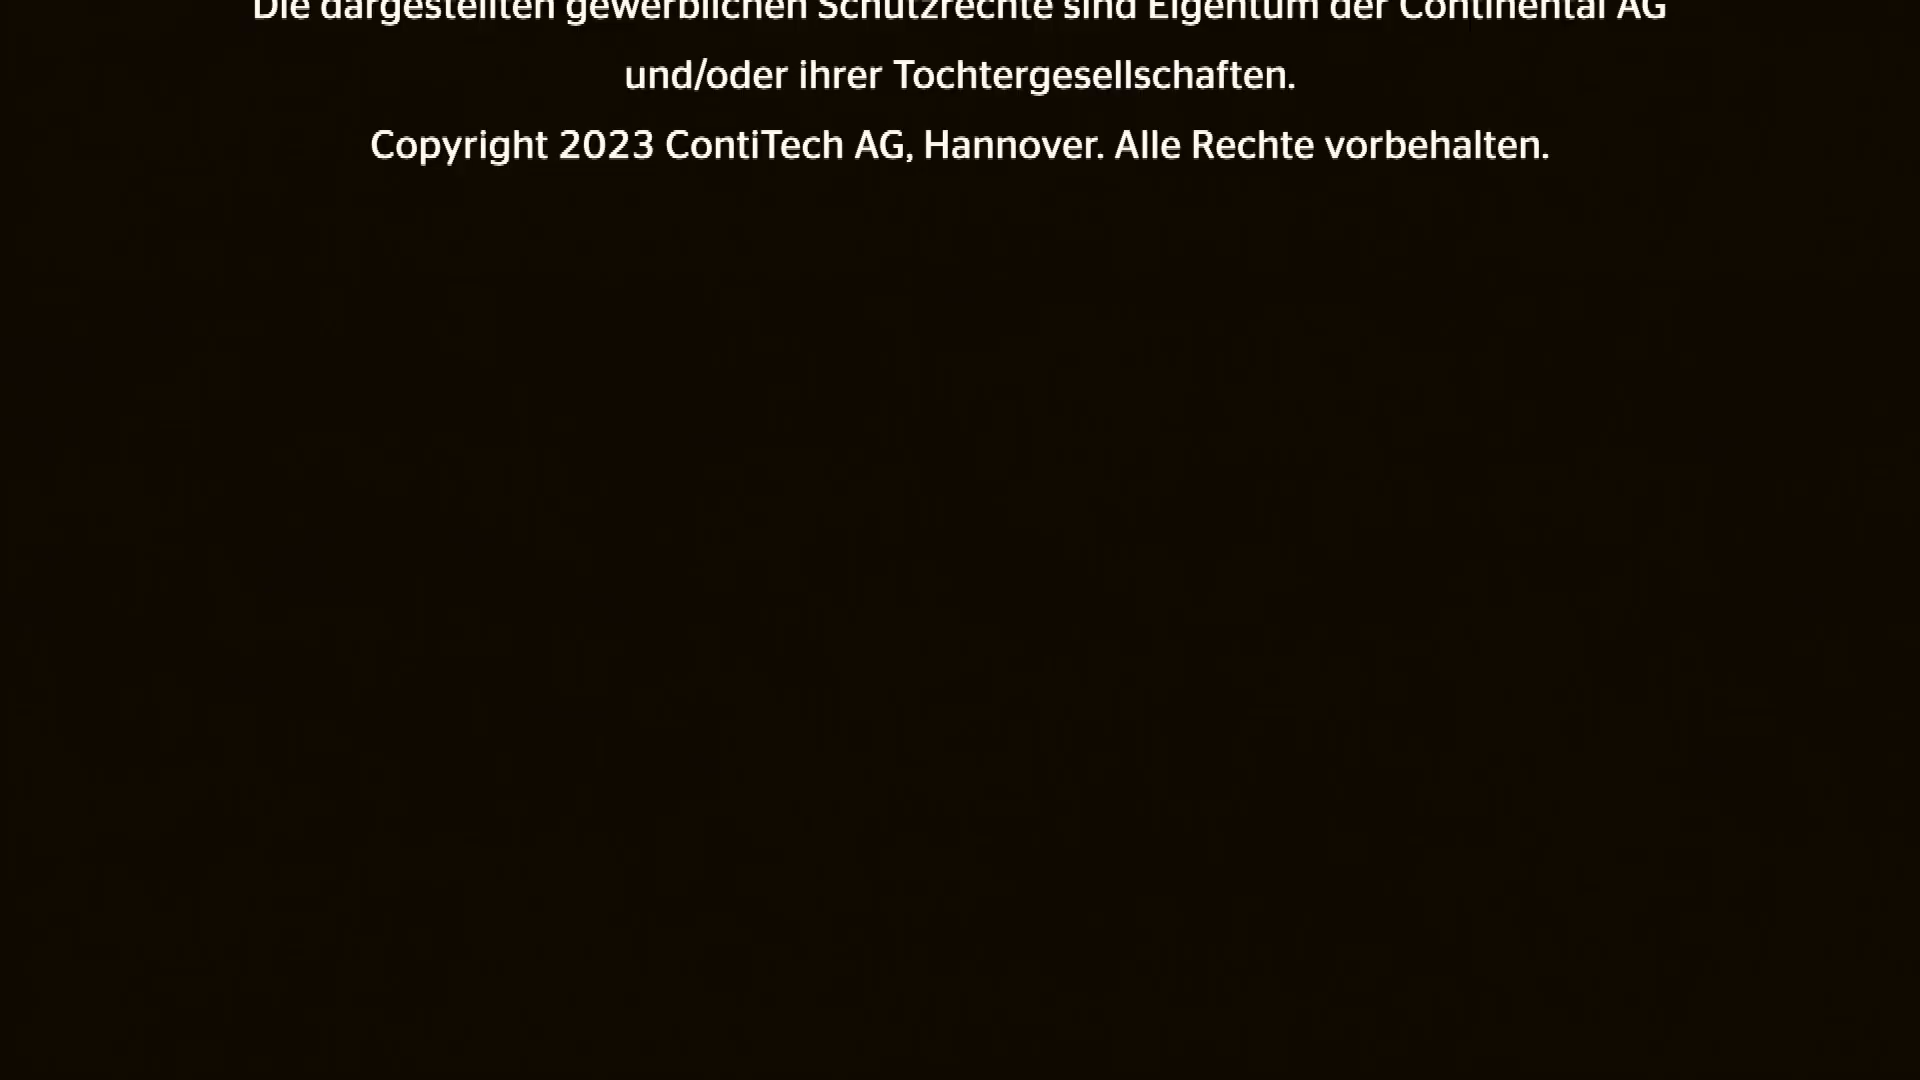 Die dargestellten gewerblichen Schutzrechte sind Eigentum der Continental AG
und/oder ihrer Tochtergesellschaften.
Copyright 2023 ContiTech AG, Hannover. Alle Rechte vorbehalten.